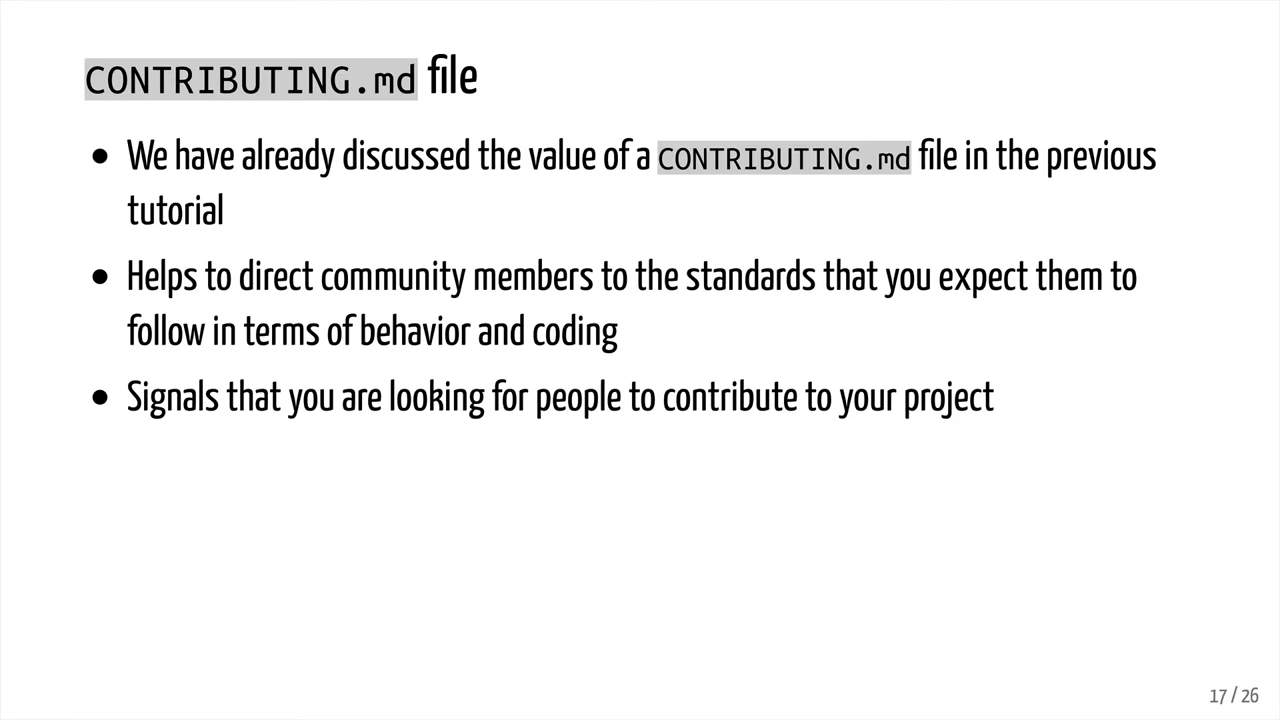 CONTRIBUTING.md file
• We have already discussed the value of a CONTRIBUTING.md file in the previous
tutorial
• Helps to direct community members to the standards that you expect them to
follow in terms of behavior and coding
• Signals that you are looking for people to contribute to your project
17 / 26